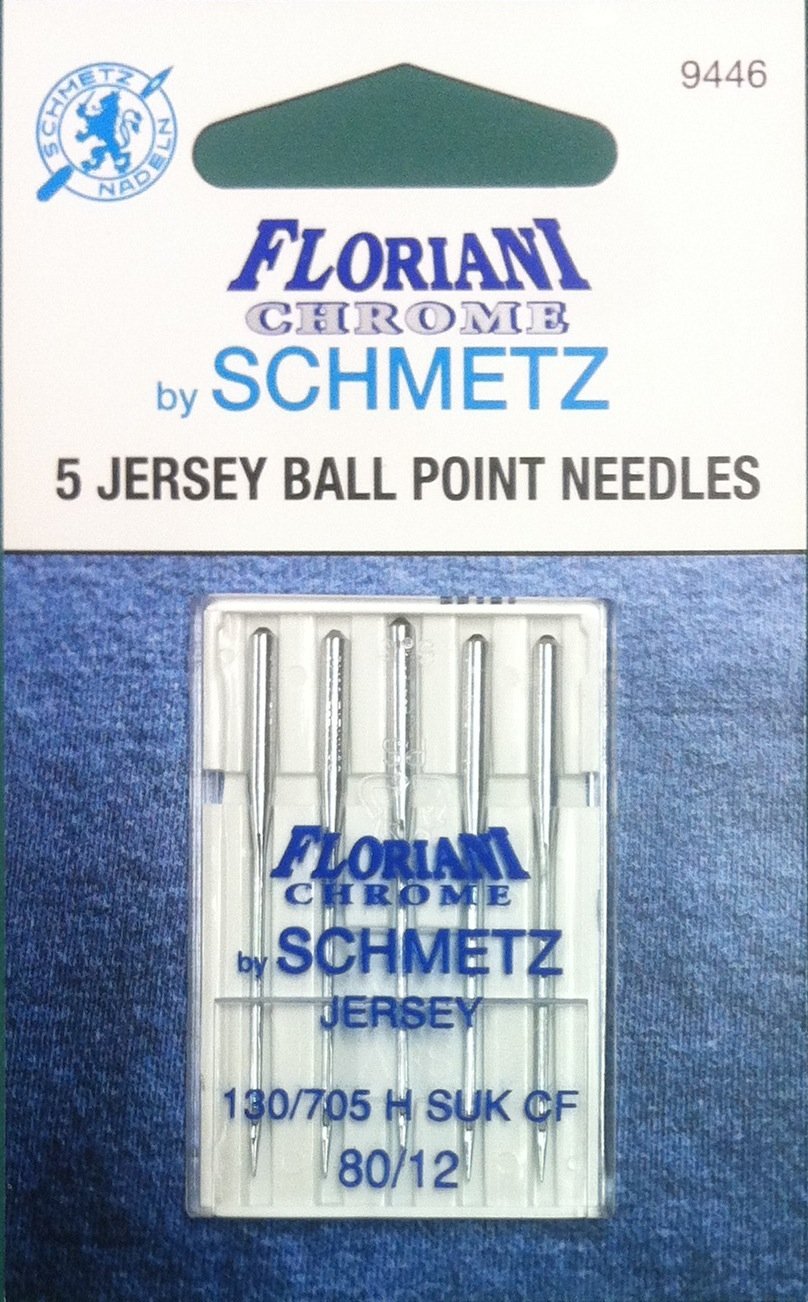 SCHMETZ
NADELN
9446
FLORIANI
CHROME
by SCHMETZ
5 JERSEY BALL POINT NEEDLES
FLORIANI
CHROME
by SCHMETZ
JERSEY
130/705 H SUK CF
80/12